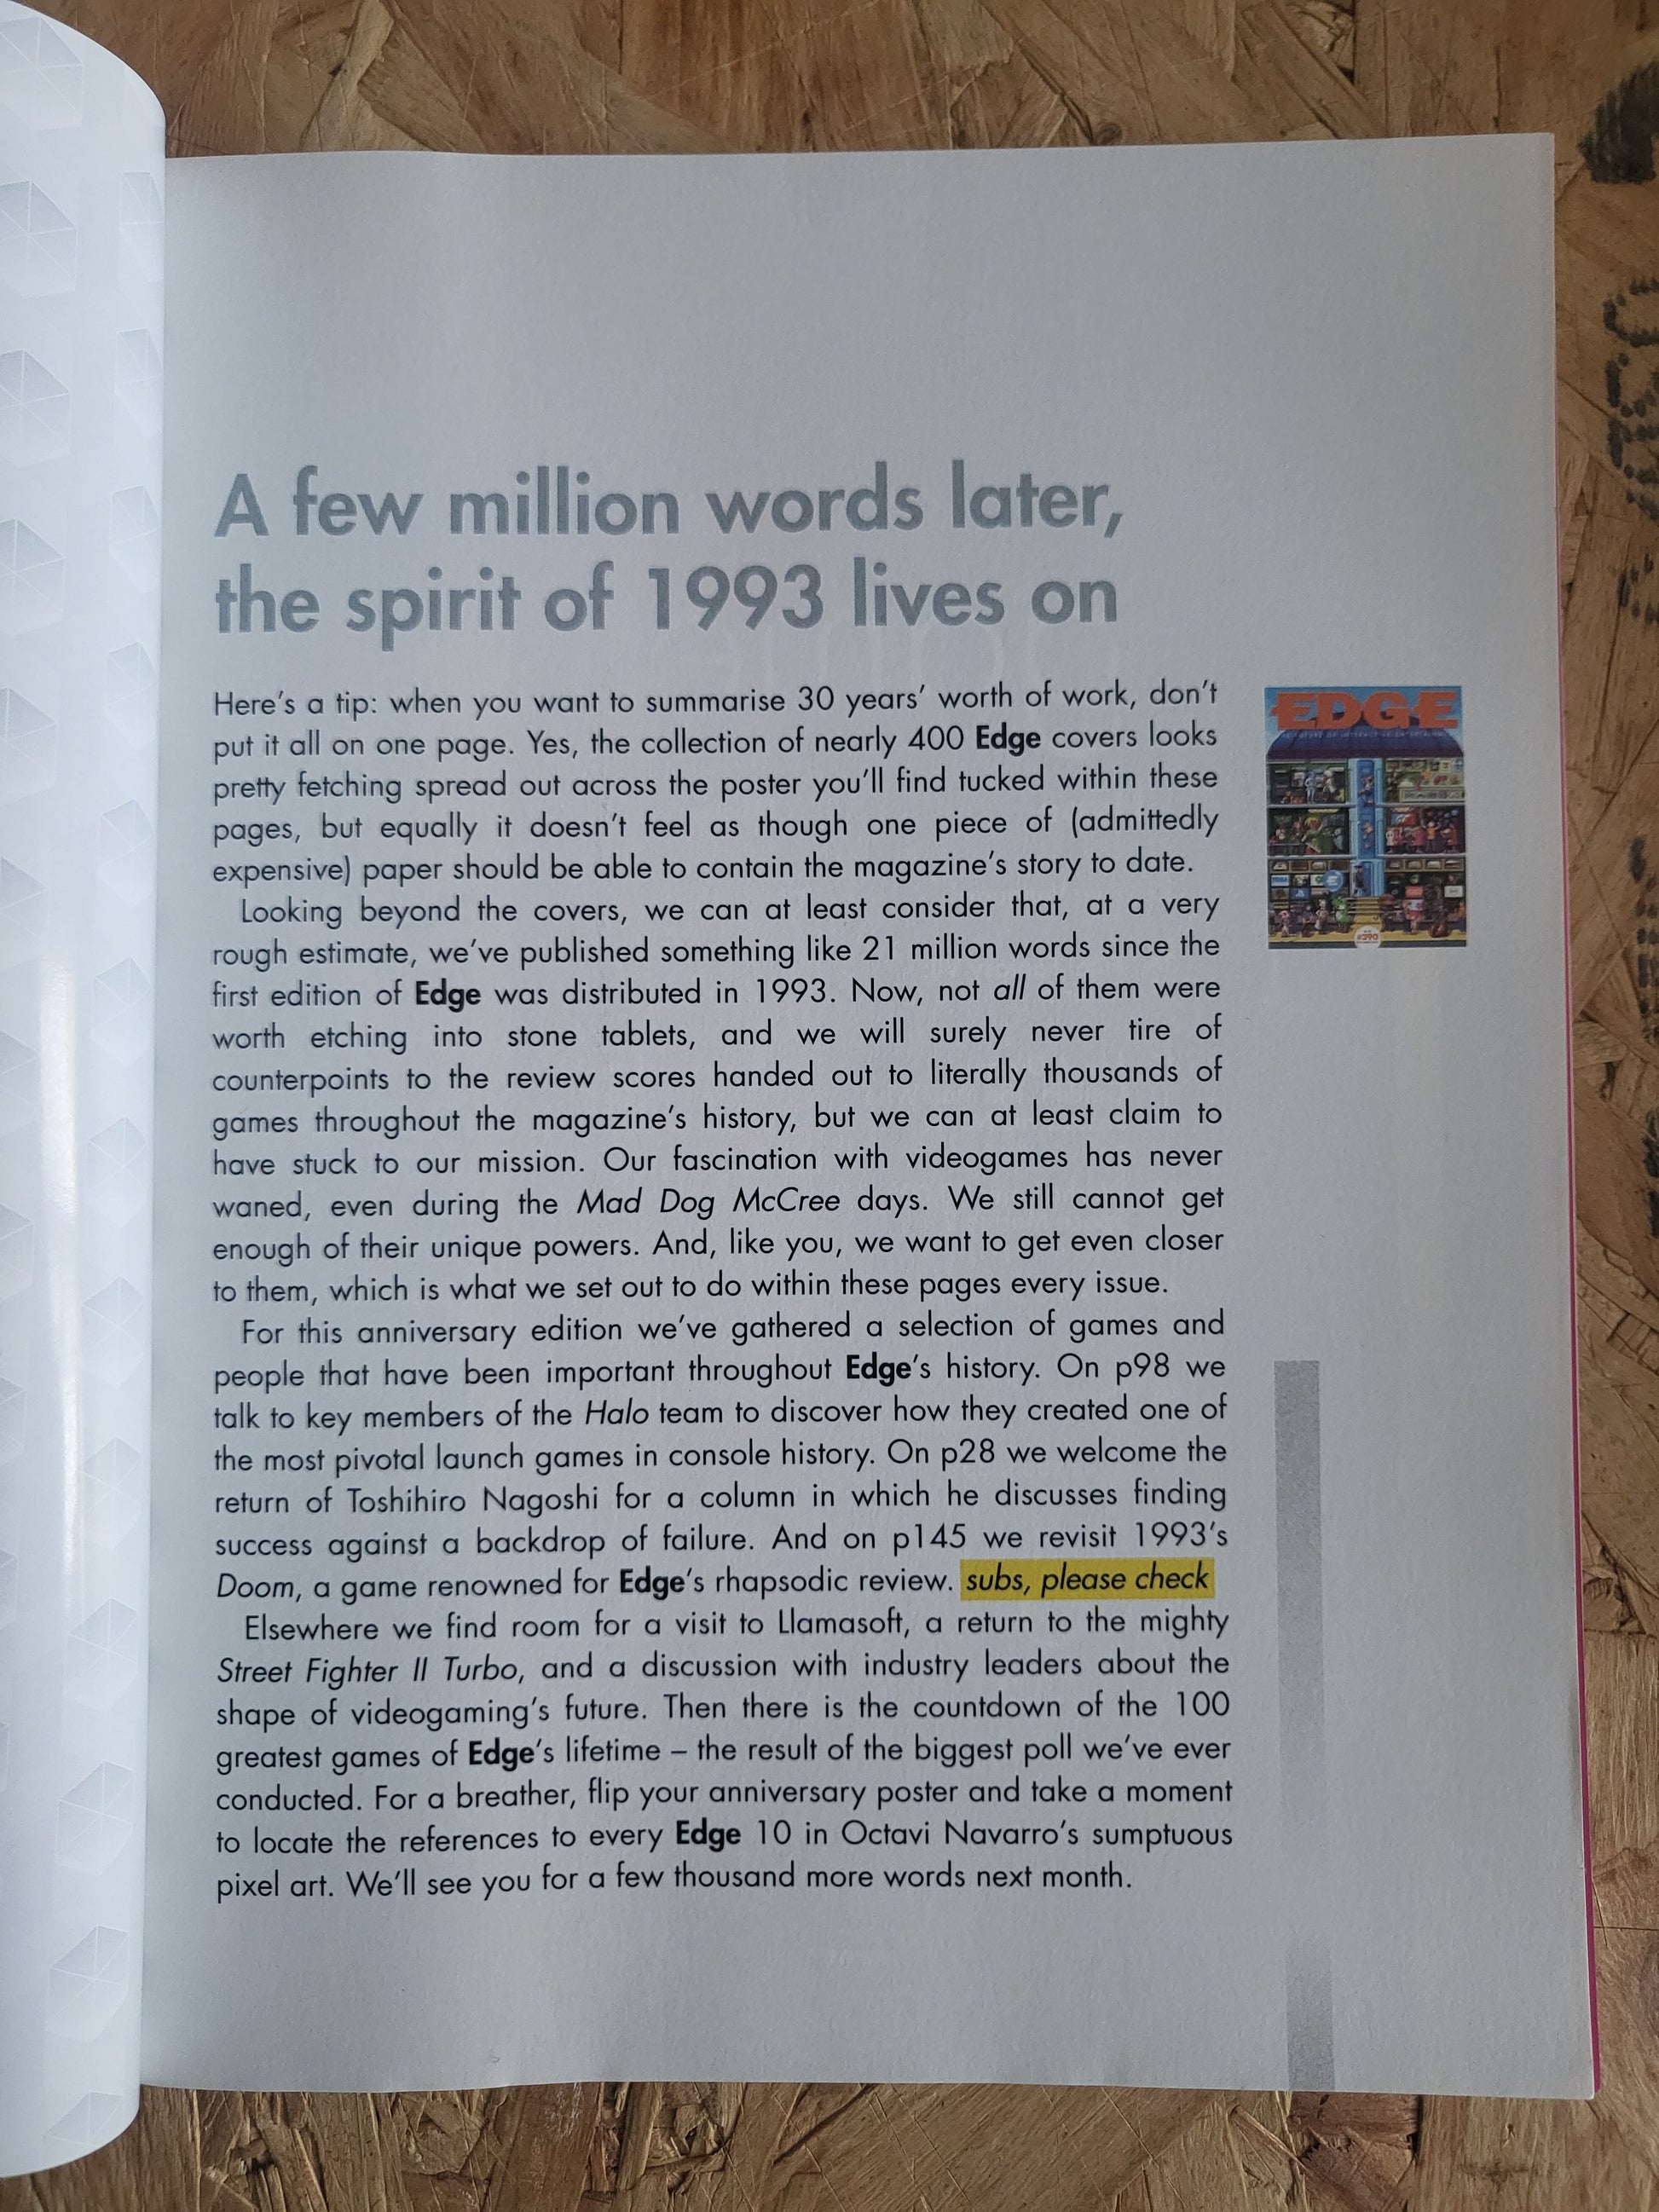 A few million words later,
the spirit of 1993 lives on
Here's a tip: when you want to summarise 30 years' worth of work, don't
put it all on one page. Yes, the collection of nearly 400 Edge covers looks
pretty fetching spread out across the poster you'll find tucked within these
pages, but equally it doesn't feel as though one piece of (admittedly
expensive) paper should be able to contain the magazine's story to date.
Looking beyond the covers, we can at least consider that, at a very
rough estimate, we've published something like 21 million words since the
first edition of Edge was distributed in 1993. Now, not all of them were
worth etching into stone tablets, and we will surely never tire of
counterpoints to the review scores handed out to literally thousands of
games throughout the magazine's history, but we can at least claim to
have stuck to our mission. Our fascination with videogames has never
waned, even during the Mad Dog McCree days. We still cannot get
enough of their unique powers. And, like you, we want to get even closer
to them, which is what we set out to do within these pages every issue.
For this anniversary edition we've gathered a selection of games and
people that have been important throughout Edge's history. On p98 we
talk to key members of the Halo team to discover how they created one of
the most pivotal launch games in console history. On p28 we welcome the
return of Toshihiro Nagoshi for a column in which he discusses finding
success against a backdrop of failure. And on p145 we revisit 1993's
Doom, a game renowned for Edge's rhapsodic review. subs, please check
Elsewhere we find room for a visit to Llamasoft, a return to the mighty
Street Fighter II Turbo, and a discussion with industry leaders about the
shape of videogaming's future. Then there is the countdown of the 100
greatest games of Edge's lifetime – the result of the biggest poll we've ever
conducted. For a breather, flip your anniversary poster and take a moment
to locate the references to every Edge 10 in Octavi Navarro's sumptuous
pixel art. We'll see you for a few thousand more words next month.
EDGE
#390